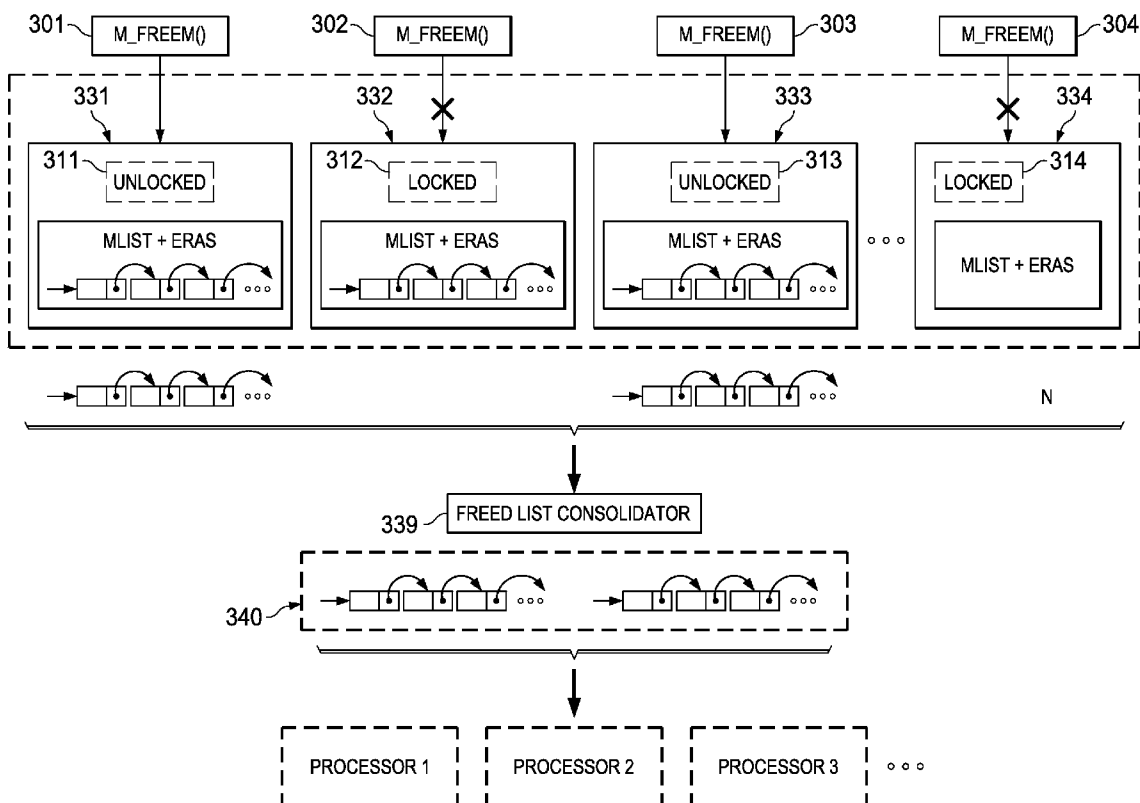 301 M_FREEM() 302 M_FREEM() M_FREEM() 303 M_FREEM() 304
331 332 333 334
311 UNLOCKED 312 LOCKED UNLOCKED 313 LOCKED 314
MLIST + ERAS MLIST + ERAS MLIST + ERAS MLIST + ERAS
N
339 FREED LIST CONSOLIDATOR
340
PROCESSOR 1 PROCESSOR 2 PROCESSOR 3